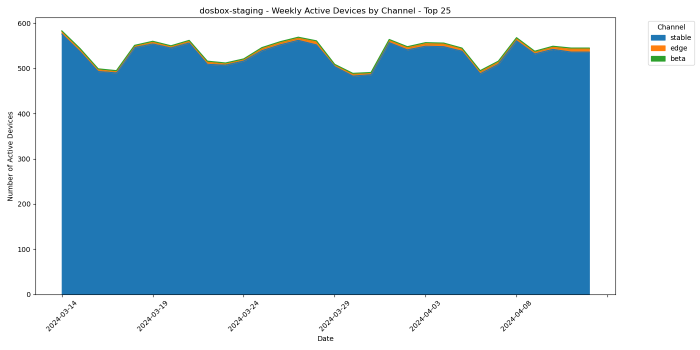 dosbox-staging - Weekly Active Devices by Channel - Top 25
Channel
stable
edge
beta
Number of Active Devices
600
500
400
300
200
100
0
2024-03-14
2024-03-19
2024-03-24
2024-03-29
2024-04-03
2024-04-08
Date